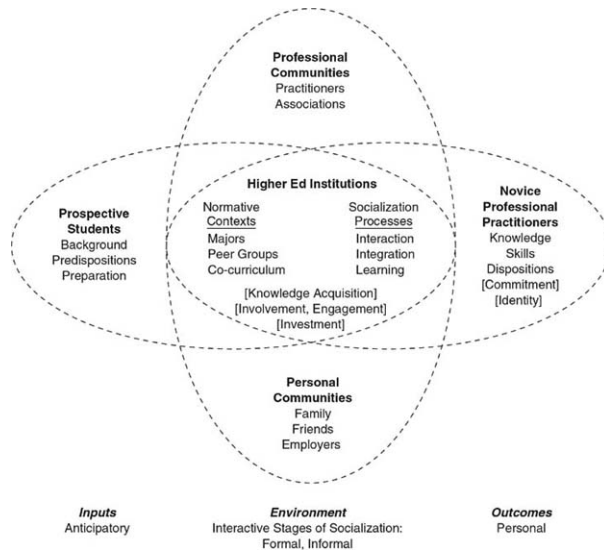 Professional
Communities
Practitioners
Associations
Higher Ed Institutions
Normative
Contexts
Majors
Peer Groups
Co-curriculum
Socialization
Processes
Interaction
Integration
Learning
[Knowledge Acquisition]
[Involvement, Engagement]
[Investment]
Prospective
Students
Background
Predispositions
Preparation
Novice
Professional
Practitioners
Knowledge
Skills
Dispositions
[Commitment]
[Identity]
Personal
Communities
Family
Friends
Employers
Inputs
Anticipatory
Environment
Interactive Stages of Socialization:
Formal, Informal
Outcomes
Personal